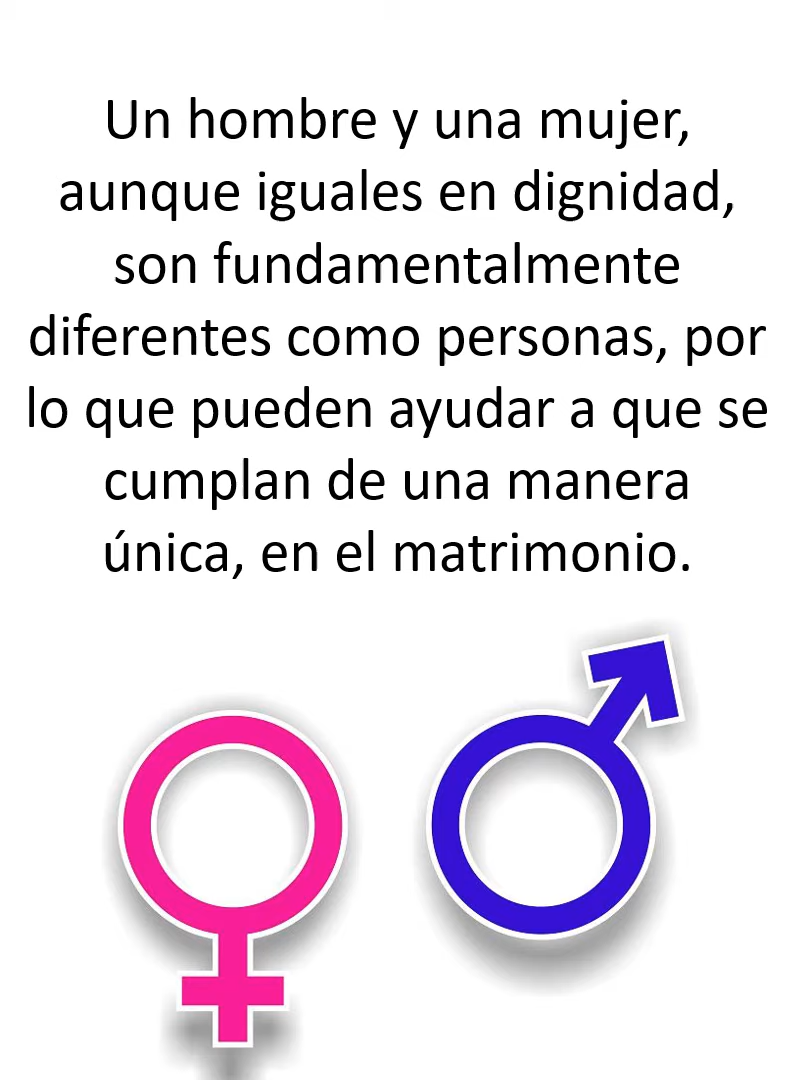 Un hombre y una mujer,
aunque iguales en dignidad,
son fundamentalmente
diferentes como personas, por
lo que pueden ayudar a que se
cumplan de una manera
única, en el matrimonio.